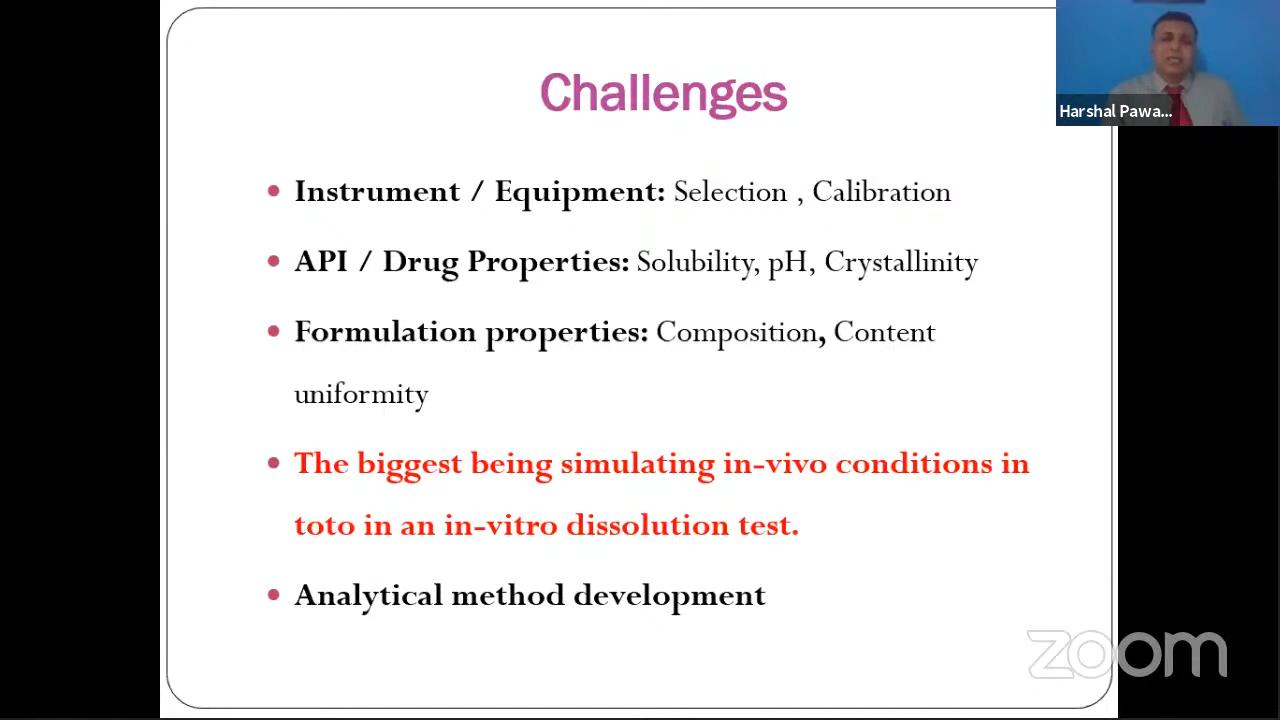 Challenges
Harshal Pawa...
• Instrument / Equipment: Selection , Calibration
• API / Drug Properties: Solubility, pH, Crystallinity
• Formulation properties: Composition, Content
uniformity
• The biggest being simulating in-vivo conditions in
toto in an in-vitro dissolution test.
• Analytical method development
zoom